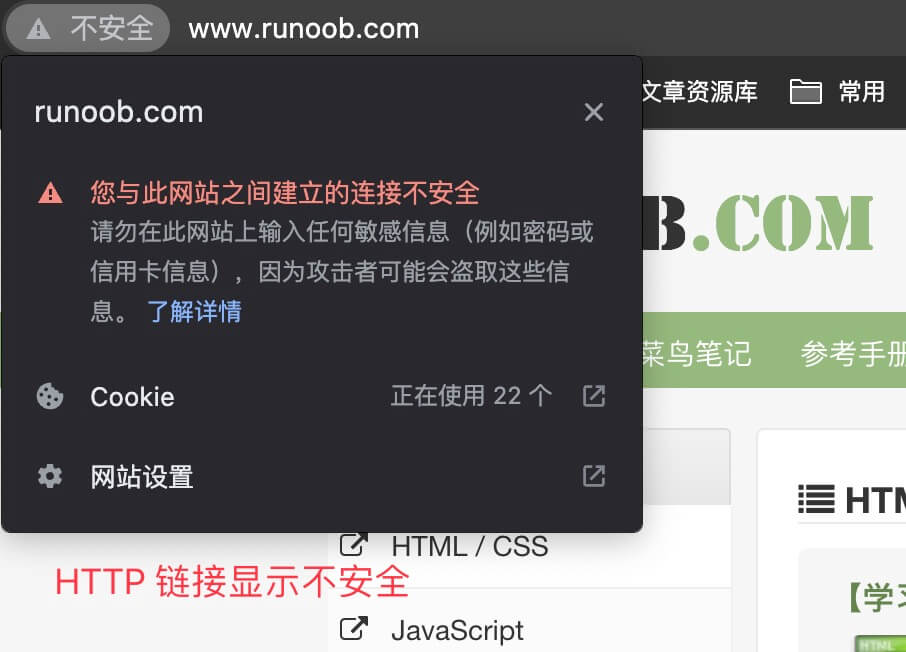 不安全 www.runoob.com
文章资源库 常用
runoob.com
您与此网站之间建立的连接不安全
请勿在此网站上输入任何敏感信息（例如密码或
信用卡信息），因为攻击者可能会盗取这些信
息。 了解详情
Cookie 正在使用 22 个
网站设置
B.COM
菜鸟笔记 参考手册
HTML / CSS
HTTP 链接显示不安全
JavaScript
HTM
【学习
HTML